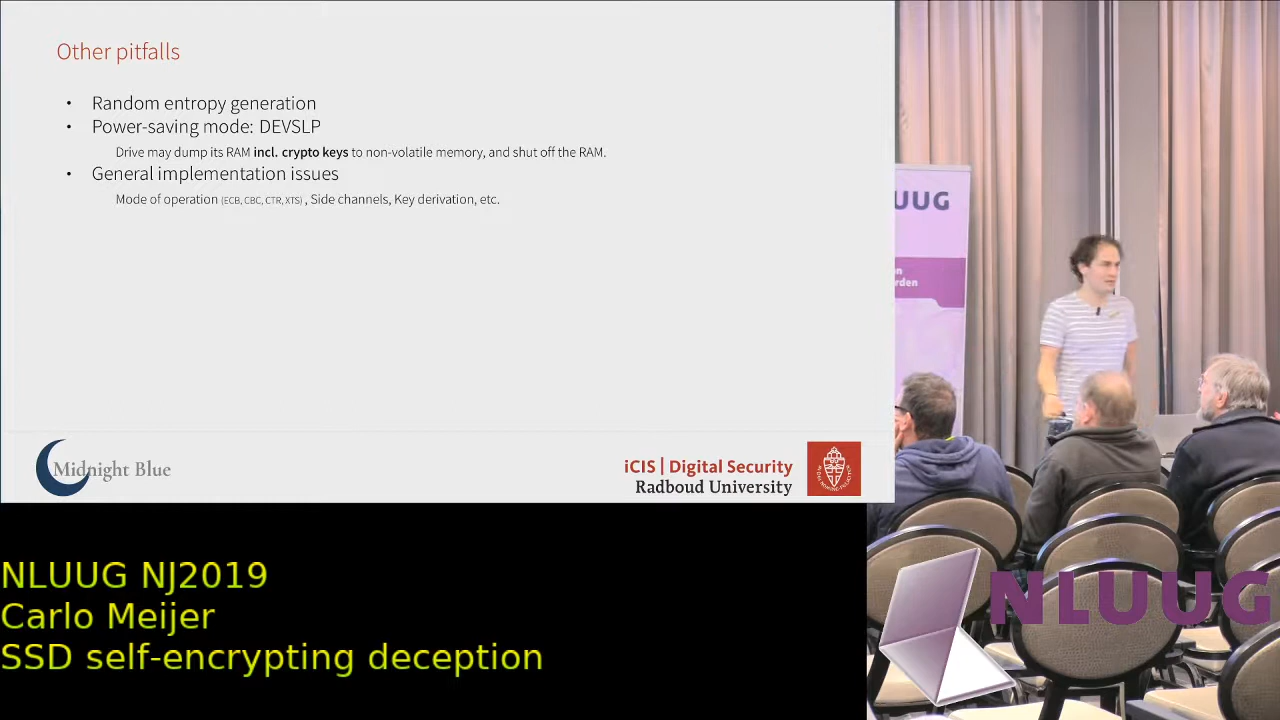 Other pitfalls
• Random entropy generation
• Power-saving mode: DEVSLP
Drive may dump its RAM incl. crypto keys to non-volatile memory, and shut off the RAM.
• General implementation issues
Mode of operation (ECB, CBC, CTR, XTS) , Side channels, Key derivation, etc.
Midnight Blue
iCIS | Digital Security
Radboud University
UUG
rden
NLUUG NJ2019
Carlo Meijer
SSD self-encrypting deception
NLUUG